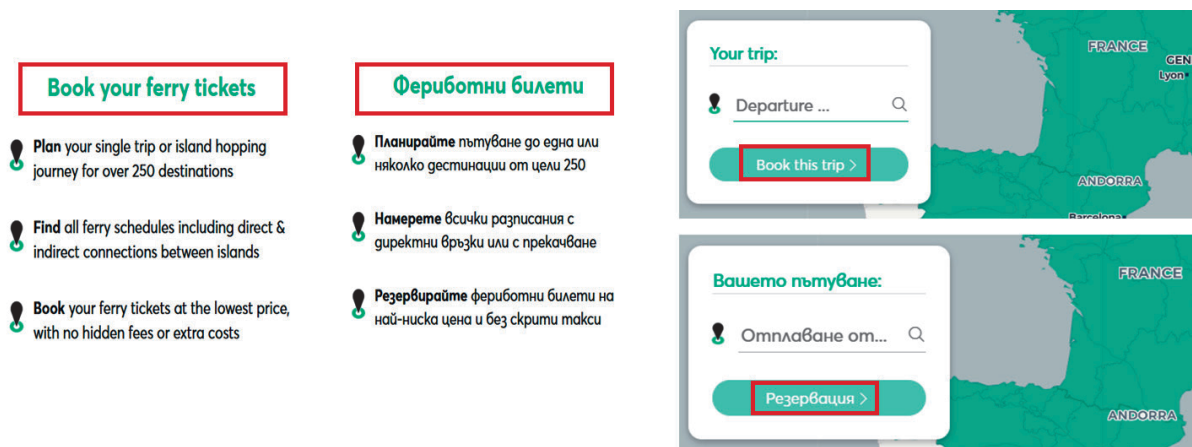 Book your ferry tickets
Plan your single trip or island hopping
journey for over 250 destinations
Find all ferry schedules including direct &
indirect connections between islands
Book your ferry tickets at the lowest price,
with no hidden fees or extra costs
Фериботни билети
Планирайте пътуване до една или
няколко дестинации от цели 250
Намерете всички разписания с
директни връзки или с прекачване
Резервирайте фериботни билети на
най-ниска цена и без скрити такси
Your trip:
Departure ...
Book this trip >
FRANCE
GEN
Lyon
ANDORRA
Barcelona
Вашето пътуване:
Отплаване от...
Резервация >
FRANCE
ANDORRA